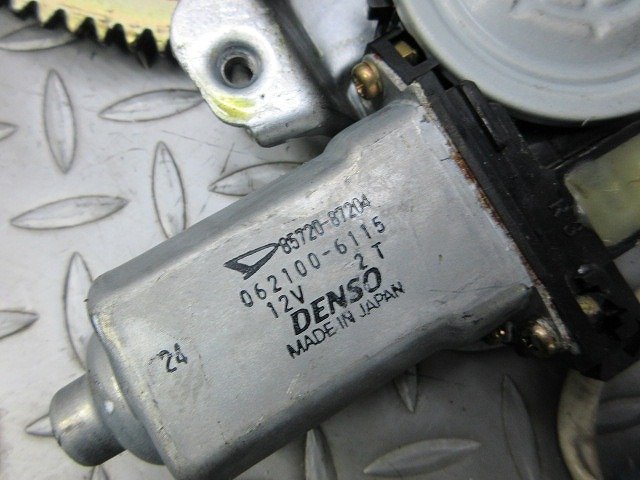 85720-87204
062100-6115
12V 2T
DENSO
MADE IN JAPAN
24